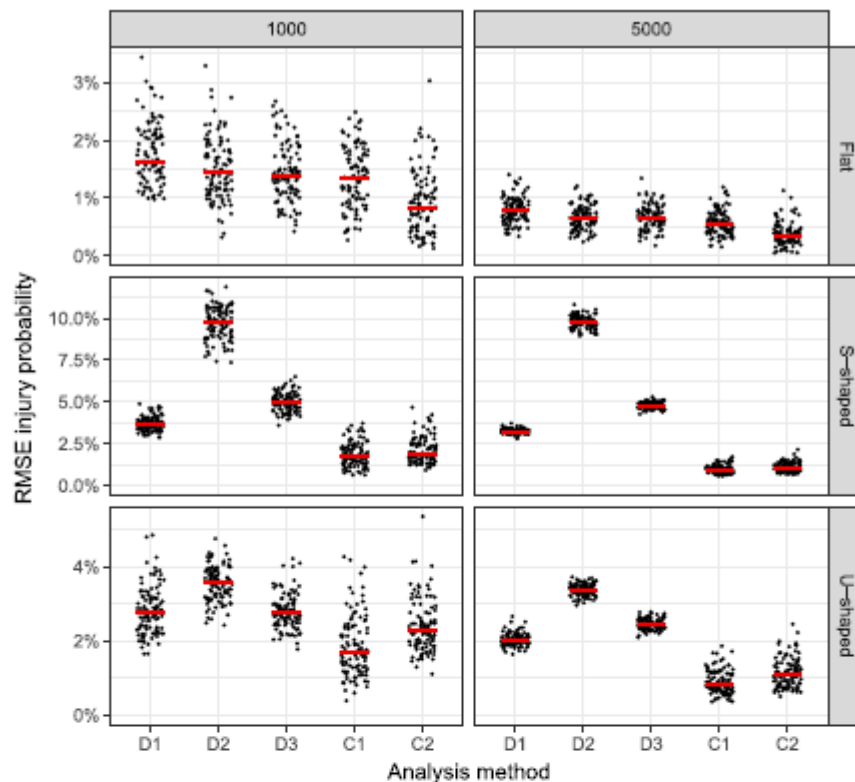 1000 5000
RMSE injury probability
3%
2%
1%
0%
Flat
10.0%
7.5%
5.0%
2.5%
0.0%
S-shaped
4%
2%
0%
U-shaped
D1 D2 D3 C1 C2 D1 D2 D3 C1 C2
Analysis method